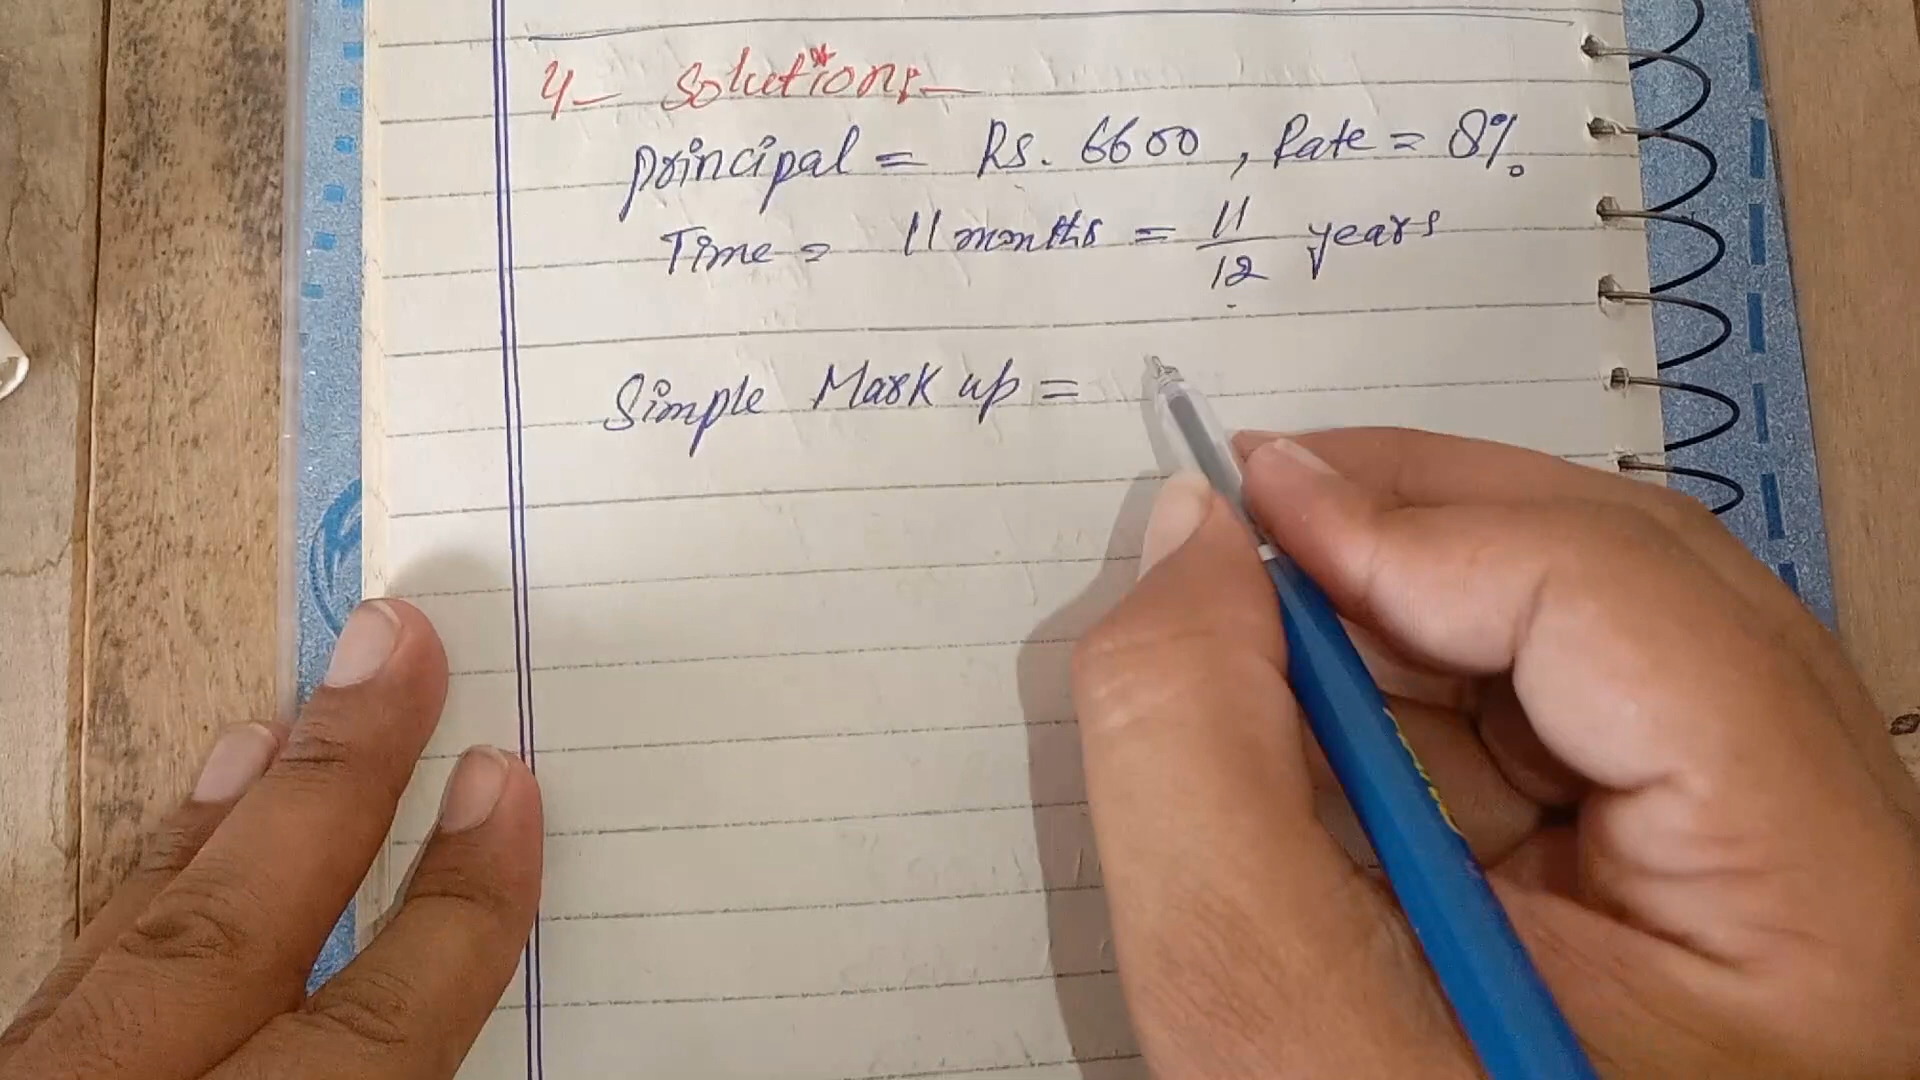 4- Solution:-
Principal = Rs. 6600, Rate = 8%
Time = 11 months = 11/12 years
Simple Mark up =